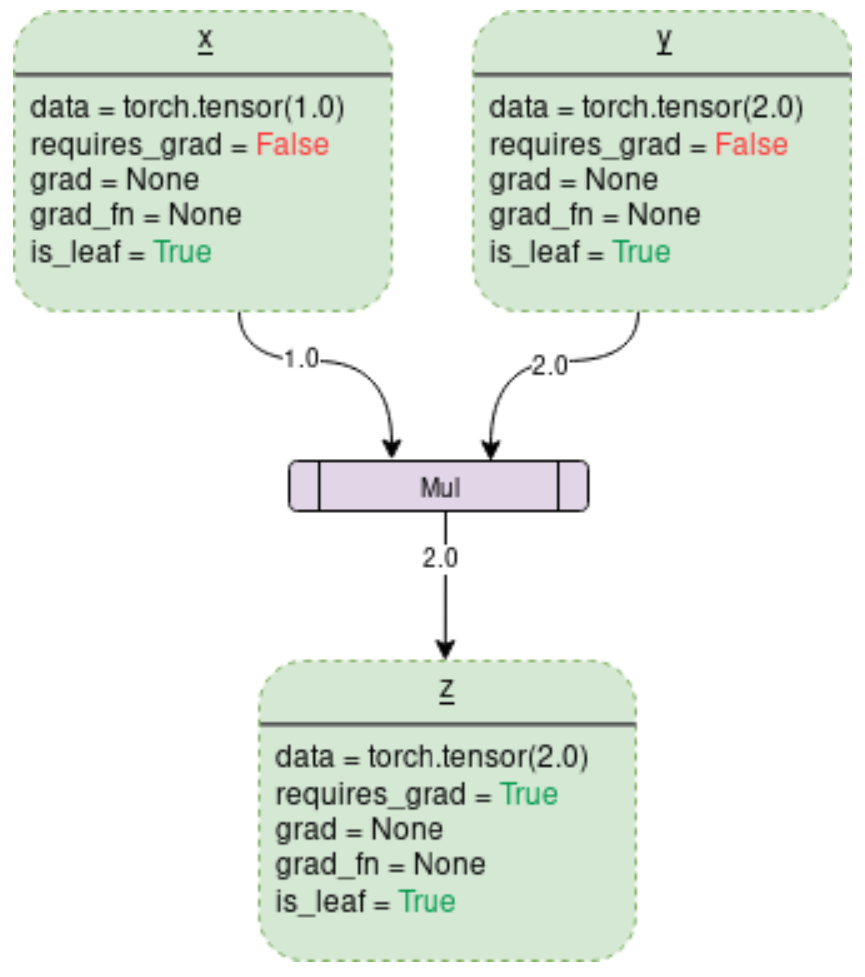 x
data = torch.tensor(1.0)
requires_grad = False
grad = None
grad_fn = None
is_leaf = True
y
data = torch.tensor(2.0)
requires_grad = False
grad = None
grad_fn = None
is_leaf = True
1.0
2.0
Mul
2.0
z
data = torch.tensor(2.0)
requires_grad = True
grad = None
grad_fn = None
is_leaf = True